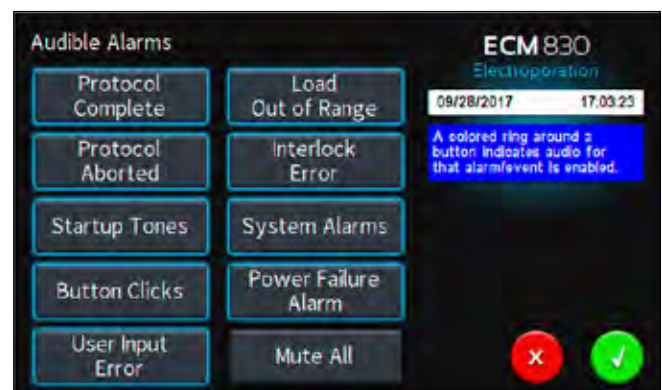 Audible Alarms
Protocol
Complete
Load
Out of Range
Protocol
Aborted
Interlock
Error
Startup Tones
System Alarms
Button Clicks
Power Failure
Alarm
User Input
Error
Mute All
ECM 830
Electroporation
09/28/2017 17:03:23
A colored ring around a
button indicates audio for
that alarm/event is enabled.